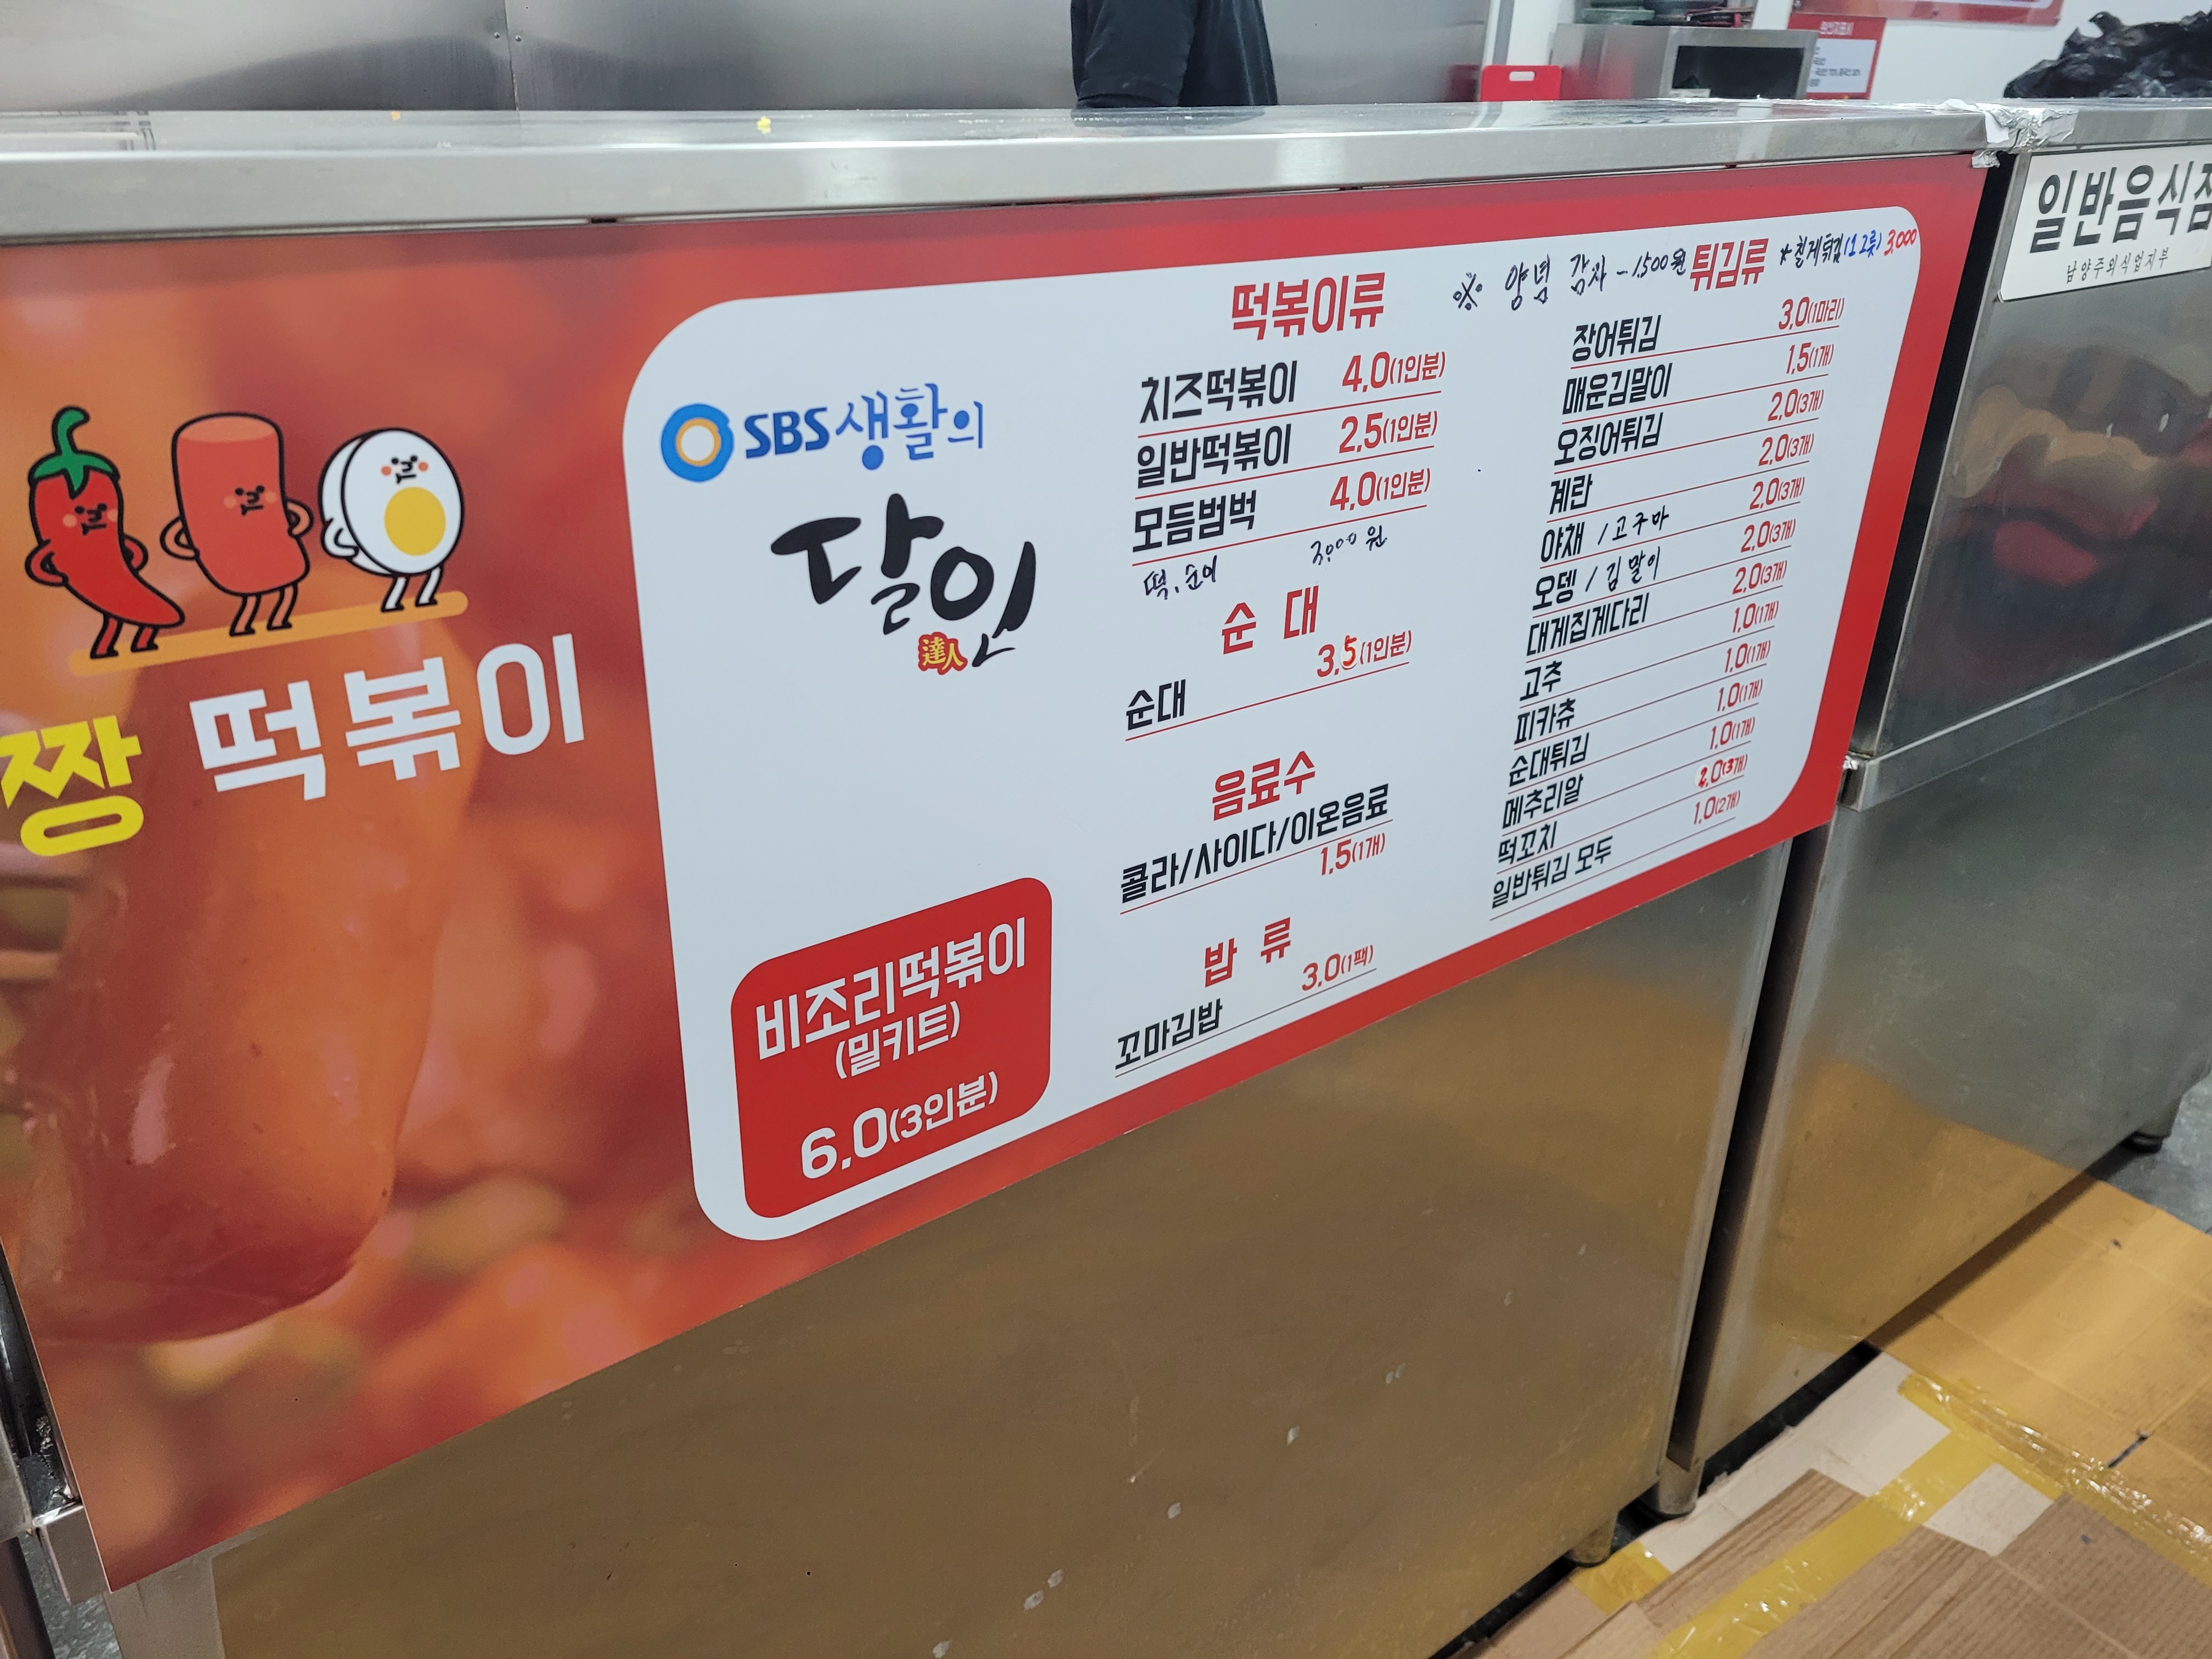 짱 떡볶이
SBS 생활의
달인
達人
비조리떡볶이
(밀키트)
6.0(3인분)
떡볶이류
치즈떡볶이 4.0(1인분)
일반떡볶이 2.5(1인분)
모듬범벅 4.0(1인분)
떡.순이 3000원
순 대
순대 3.5(1인분)
음료수
콜라/사이다/이온음료
1.5(1개)
밥 류
꼬마김밥 3.0(1팩)
※ 양념 감자 - 1500원
튀김류
*칠게튀김 3,000
장어튀김 3.0(1마리)
매운김말이 1.5(1개)
오징어튀김 2.0(3개)
계란 2.0(3개)
야채 / 고구마 2.0(3개)
오뎅 / 김말이 2.0(3개)
대게집게다리 2.0(3개)
고추 1.0(1개)
피카츄 1.0(1개)
순대튀김 1.0(1개)
메추리알 1.0(1개)
떡꼬치 2.0(3개)
일반튀김 모두 1.0(2개)
일반음식점
남양주외식업지부